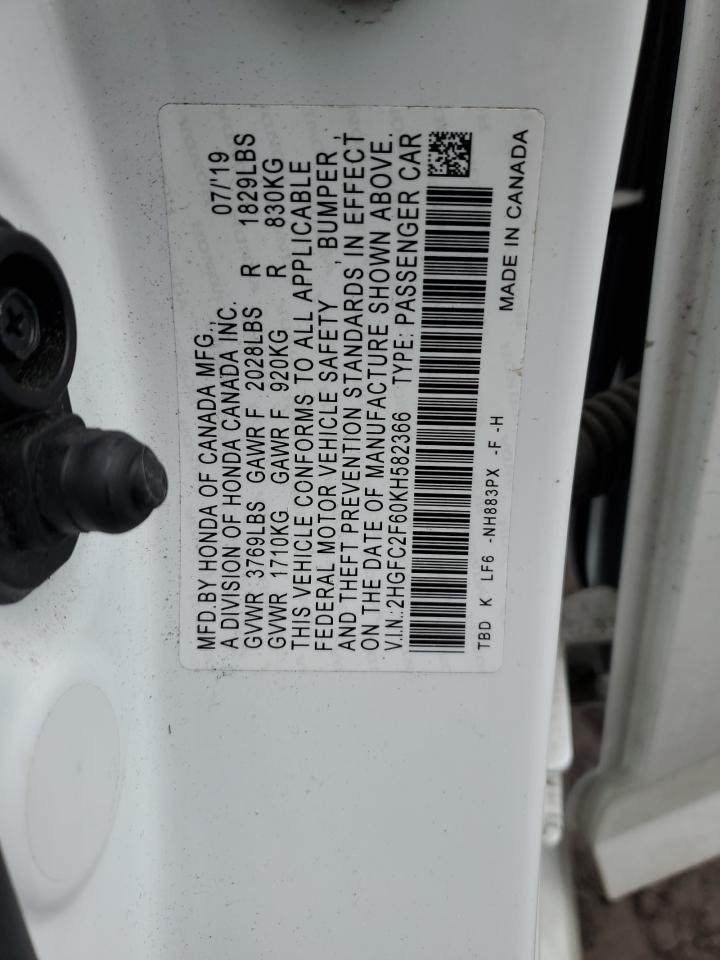 MFD.BY HONDA OF CANADA MFG., 07/'19
A DIVISION OF HONDA CANADA INC.
GVWR 3769LBS GAWR F 2028LBS R 1829LBS
GVWR 1710KG GAWR F 920KG R 830KG
THIS VEHICLE CONFORMS TO ALL APPLICABLE
FEDERAL MOTOR VEHICLE SAFETY , BUMPER ,
AND THEFT PREVENTION STANDARDS IN EFFECT
ON THE DATE OF MANUFACTURE SHOWN ABOVE.
V.I.N.:2HGFC2F60KH582366 TYPE: PASSENGER CAR
TBD K LF6 -NH883PX -F -H
MADE IN CANADA